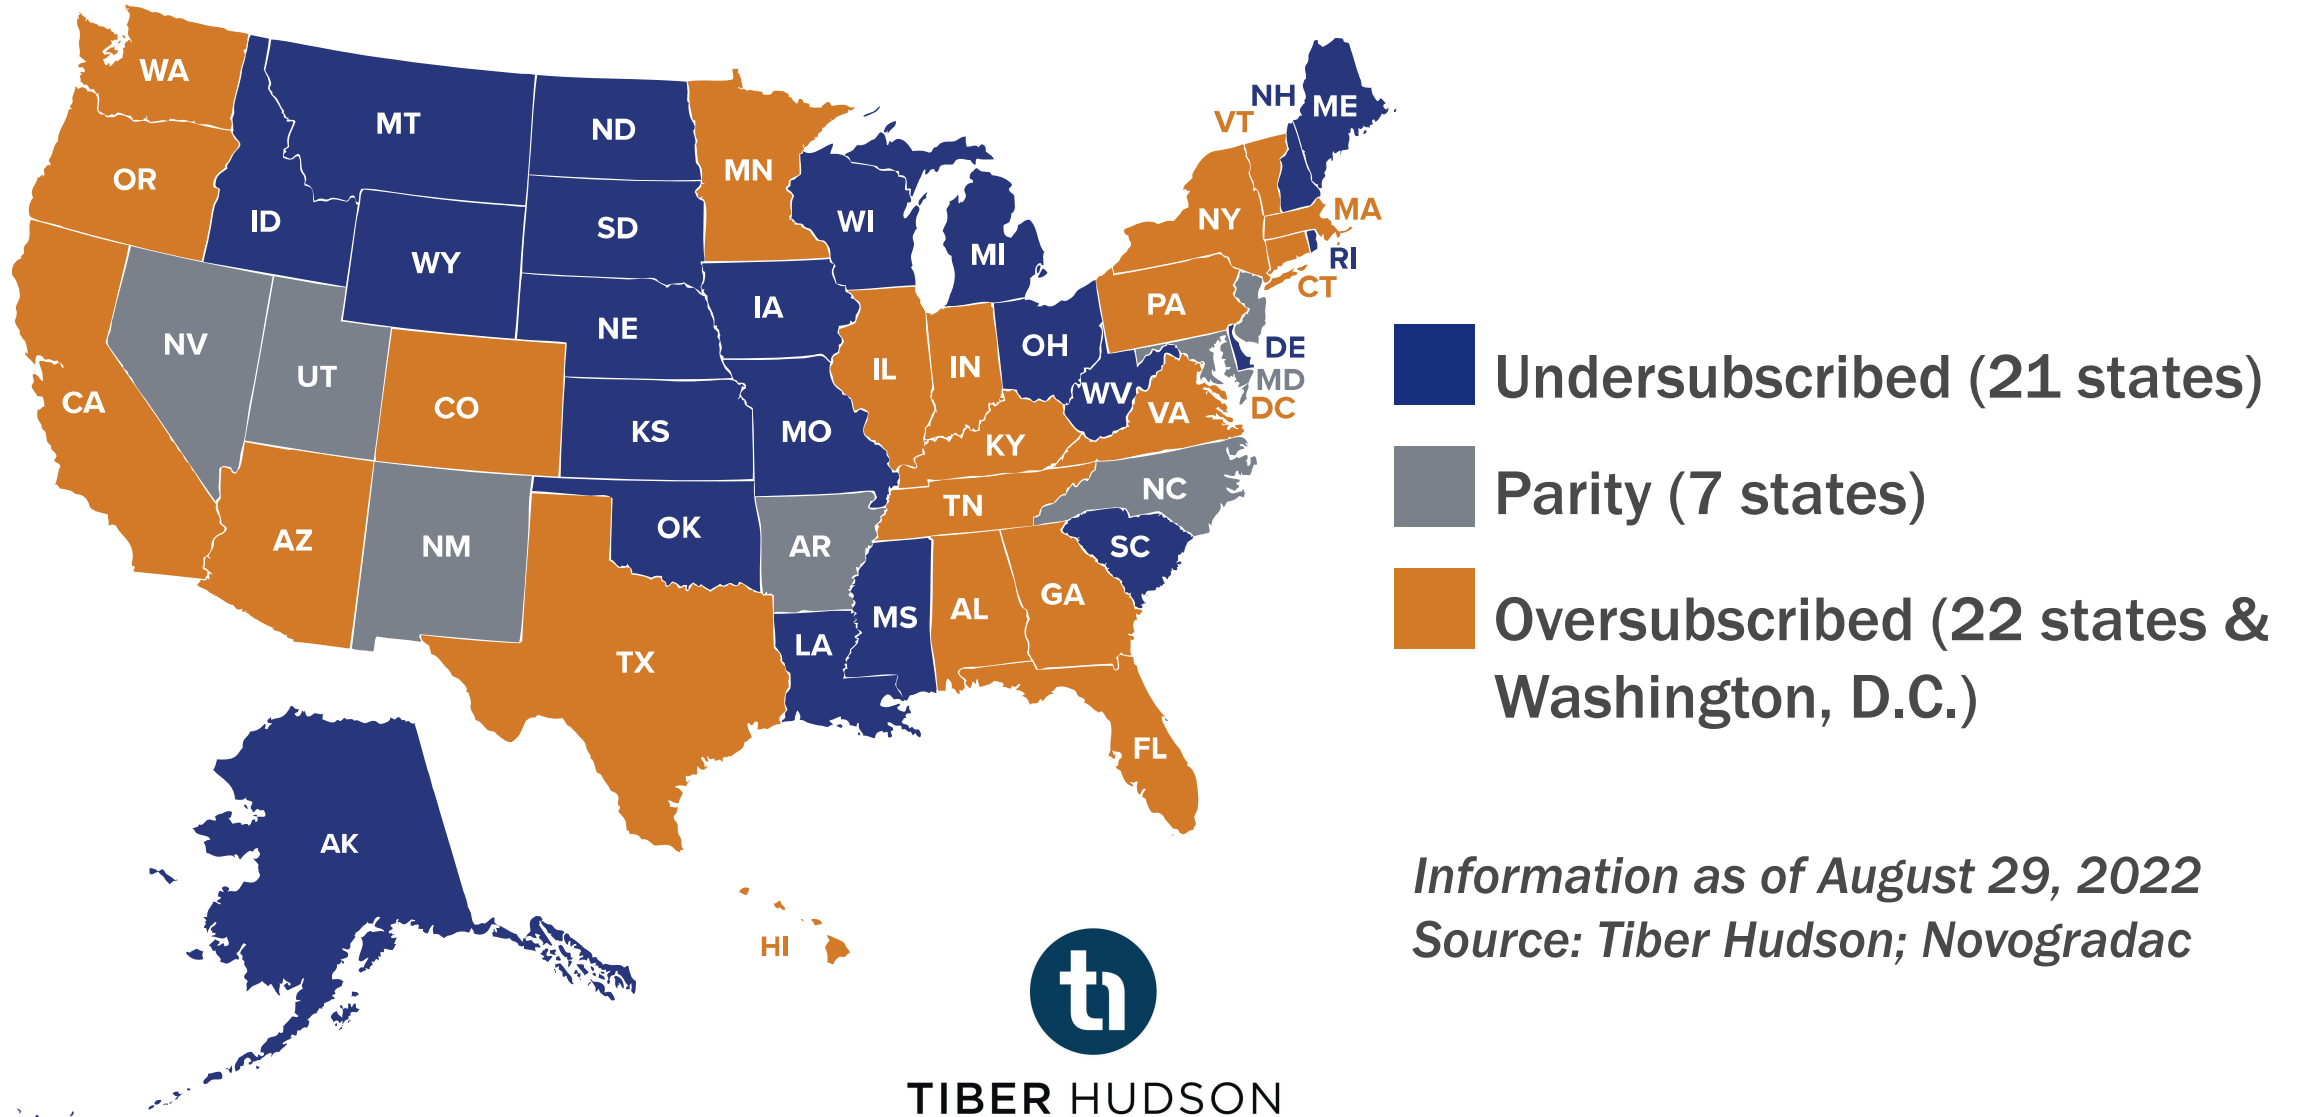 WA
MT
ND
MN
OR
ID
WY
SD
WI
MI
NH
ME
VT
NY
MA
RI
CT
PA
IA
NE
NV
UT
CO
CA
IL
IN
OH
DE
MD
DC
WV
VA
KS
MO
KY
NC
TN
AZ
NM
OK
AR
SC
MS
AL
GA
LA
TX
FL
AK
HI
Undersubscribed (21 states)
Parity (7 states)
Oversubscribed (22 states &
Washington, D.C.)
Information as of August 29, 2022
Source: Tiber Hudson; Novogradac
TIBER HUDSON